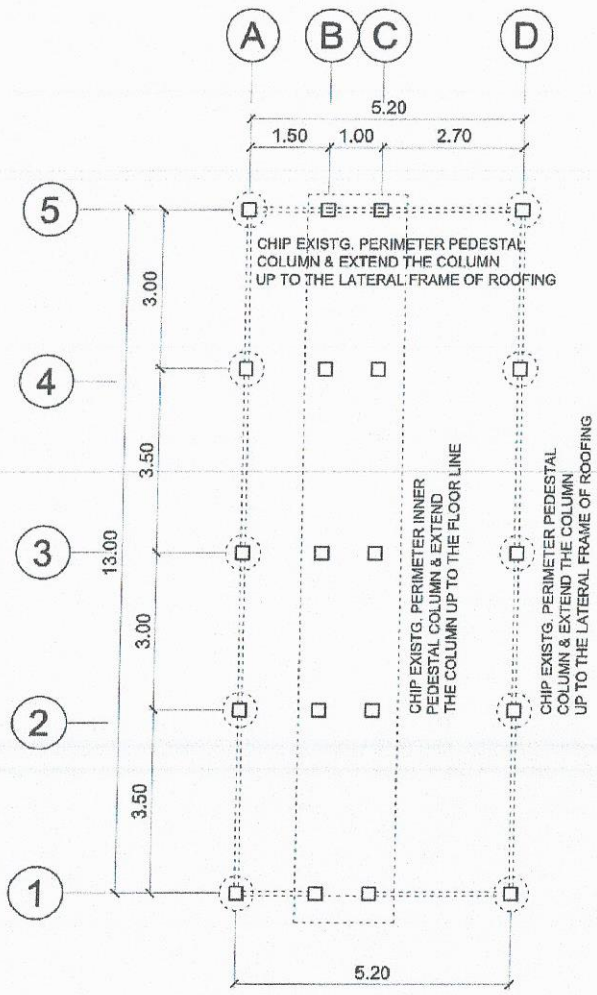 A B C D
5.20
1.50 1.00 2.70
5
CHIP EXISTG. PERIMETER PEDESTAL
COLUMN & EXTEND THE COLUMN
UP TO THE LATERAL FRAME OF ROOFING
3.00
4
3.50
13.00
3
CHIP EXISTG. PERIMETER INNER
PEDESTAL COLUMN & EXTEND
THE COLUMN UP TO THE FLOOR LINE
CHIP EXISTG. PERIMETER PEDESTAL
COLUMN & EXTEND THE COLUMN
UP TO THE LATERAL FRAME OF ROOFING
3.00
2
3.50
1
5.20